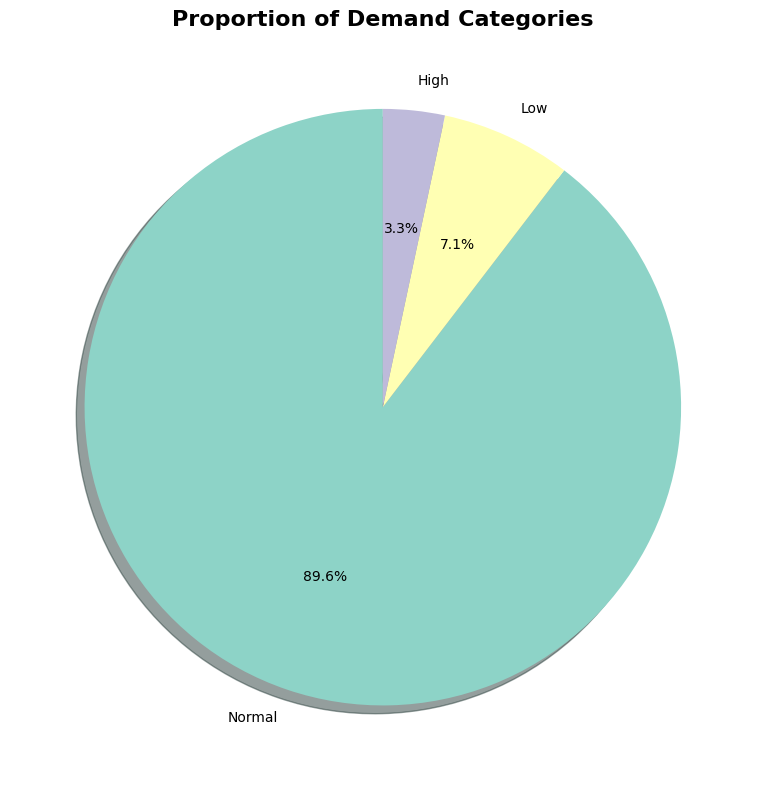 Proportion of Demand Categories
High
Low
3.3%
7.1%
89.6%
Normal